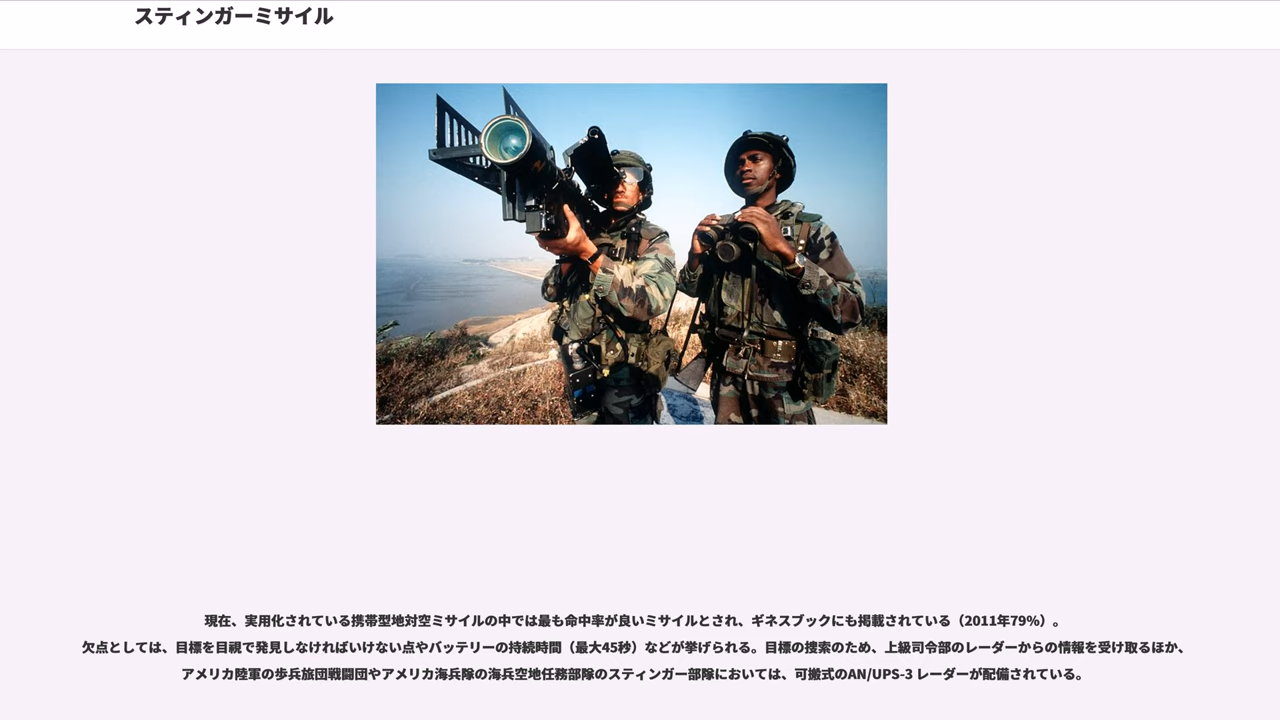 スティンガーミサイル
現在、実用化されている携帯型地対空ミサイルの中では最も命中率が良いミサイルとされ、ギネスブックにも掲載されている（2011年79%）。
欠点としては、目標を目視で発見しなければいけない点やバッテリーの持続時間（最大45秒）などが挙げられる。目標の捜索のため、上級司令部のレーダーからの情報を受け取るほか、
アメリカ陸軍の歩兵旅団戦闘団やアメリカ海兵隊の海兵空地任務部隊のスティンガー部隊においては、可搬式のAN/UPS-3 レーダーが配備されている。